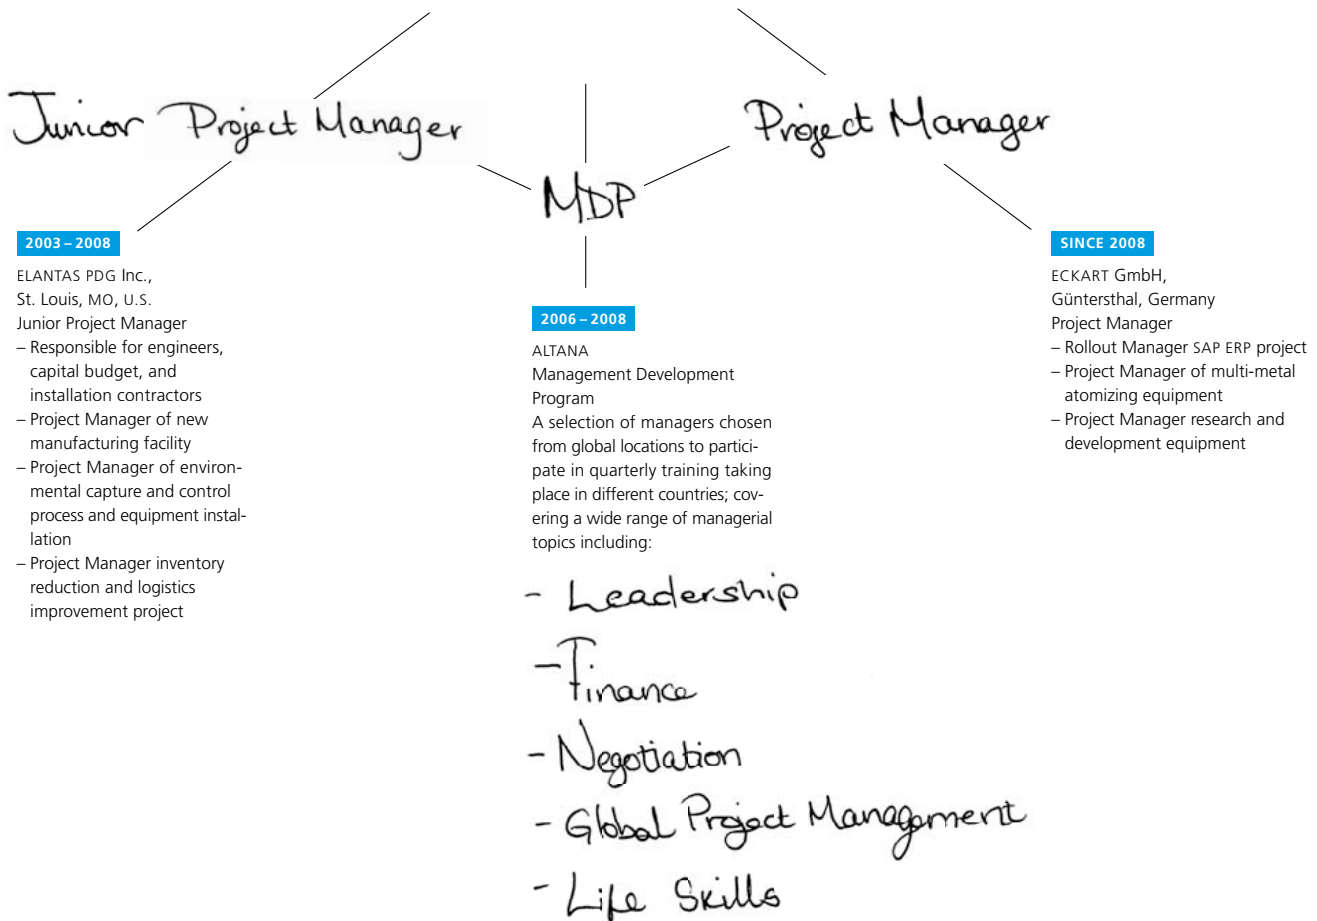 Junior Project Manager
Project Manager
MDP
2003 – 2008
ELANTAS PDG Inc.,
St. Louis, MO, U.S.
Junior Project Manager
– Responsible for engineers,
capital budget, and
installation contractors
– Project Manager of new
manufacturing facility
– Project Manager of environ-
mental capture and control
process and equipment instal-
lation
– Project Manager inventory
reduction and logistics
improvement project
2006 – 2008
ALTANA
Management Development
Program
A selection of managers chosen
from global locations to partici-
pate in quarterly training taking
place in different countries; cov-
ering a wide range of managerial
topics including:
- Leadership
- Finance
- Negotiation
- Global Project Management
- Life Skills
SINCE 2008
ECKART GmbH,
Güntersthal, Germany
Project Manager
– Rollout Manager SAP ERP project
– Project Manager of multi-metal
atomizing equipment
– Project Manager research and
development equipment